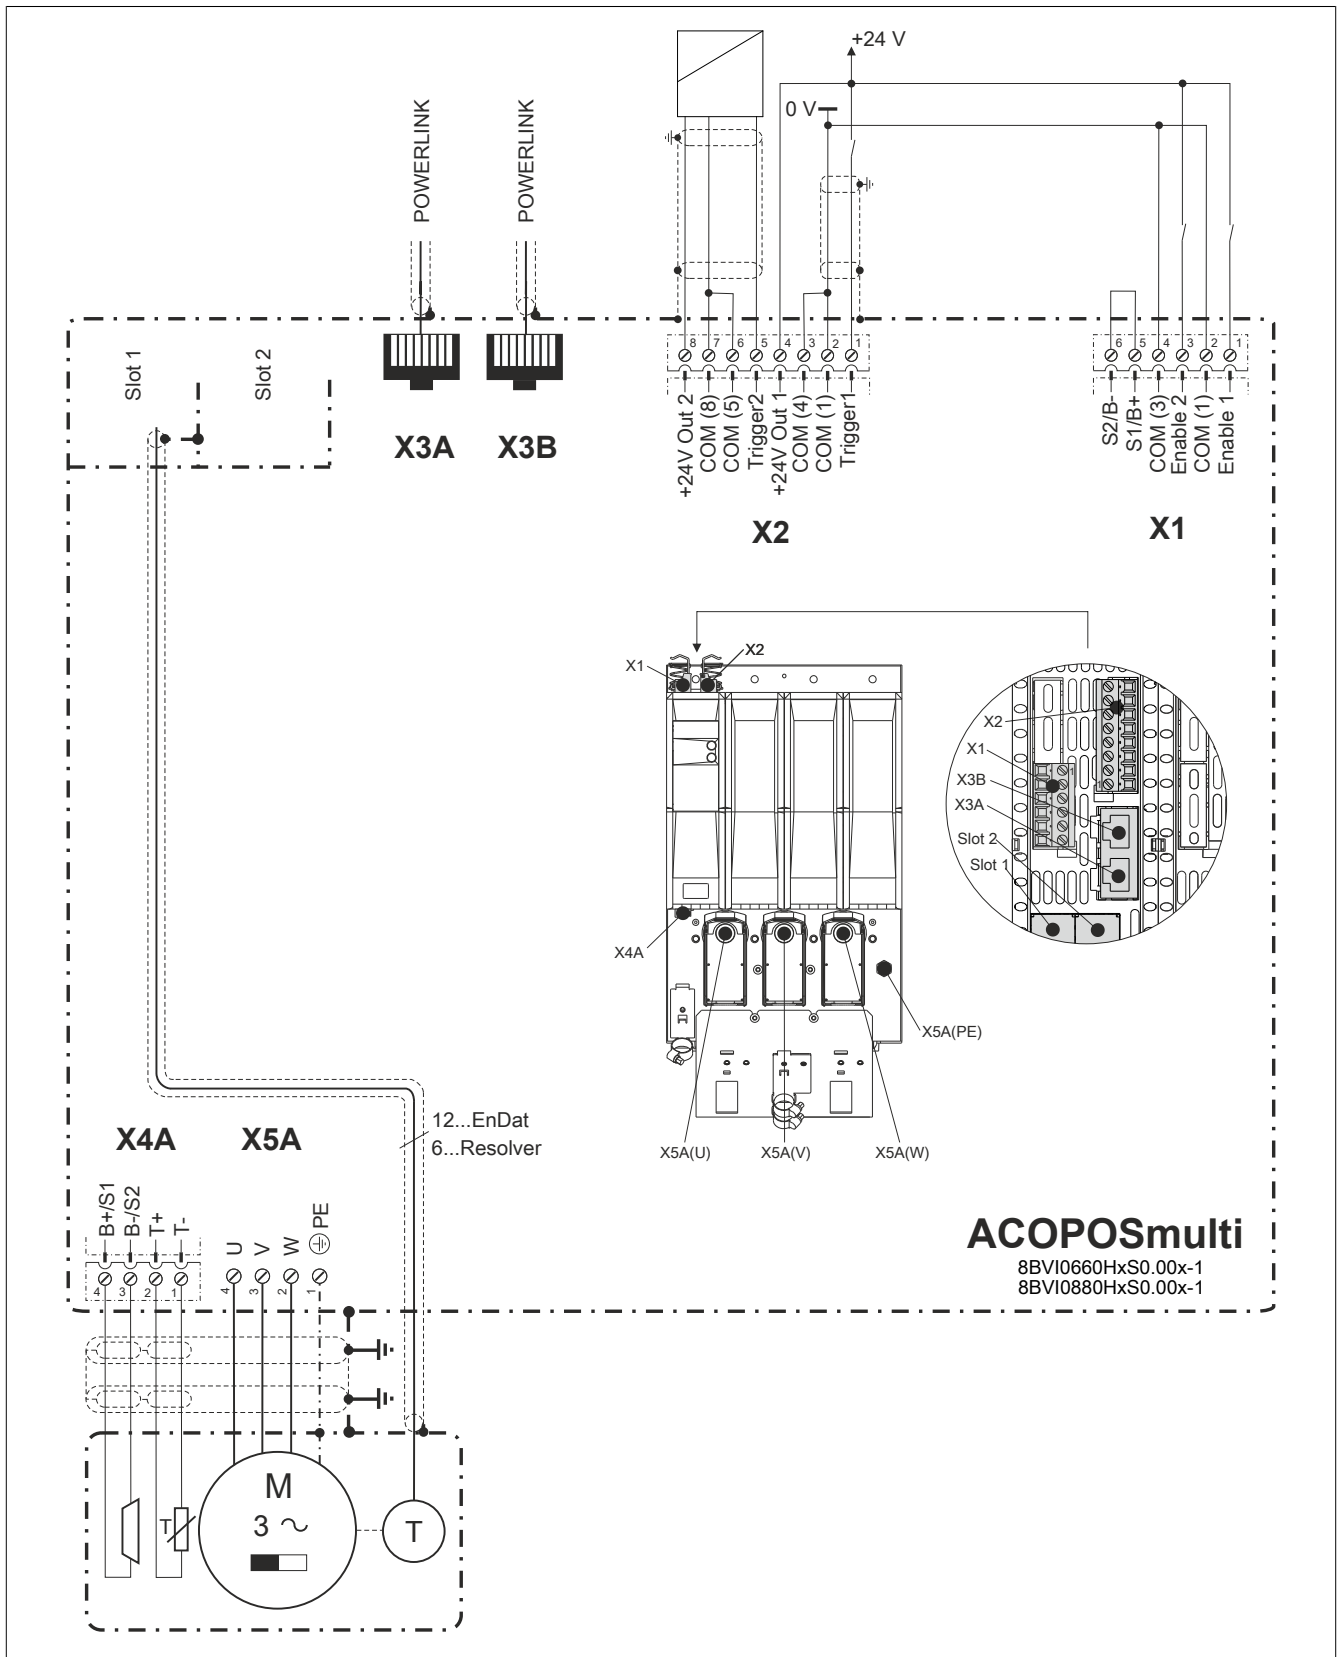 +24 V
0 V
POWERLINK
POWERLINK
Slot 1
Slot 2
8 7 6 5 4 3 2 1
6 5 4 3 2 1
+24V Out 2
COM (8)
COM (5)
Trigger2
+24V Out 1
COM (4)
COM (1)
Trigger1
S2/B-
S1/B+
COM (3)
Enable 2
COM (1)
Enable 1
X3A
X3B
X2
X1
X1
X2
X2
X1
X3B
X3A
Slot 2
Slot 1
1
1
X4A
X5A(PE)
X5A(U)
X5A(V)
X5A(W)
12...EnDat
6...Resolver
X4A
X5A
B+/S1
B-/S2
T+
T-
U
V
W
PE
4 3 2 1
4 3 2 1
ACOPOSmulti
8BVI0660HxS0.00x-1
8BVI0880HxS0.00x-1
M
3 ~
T
T